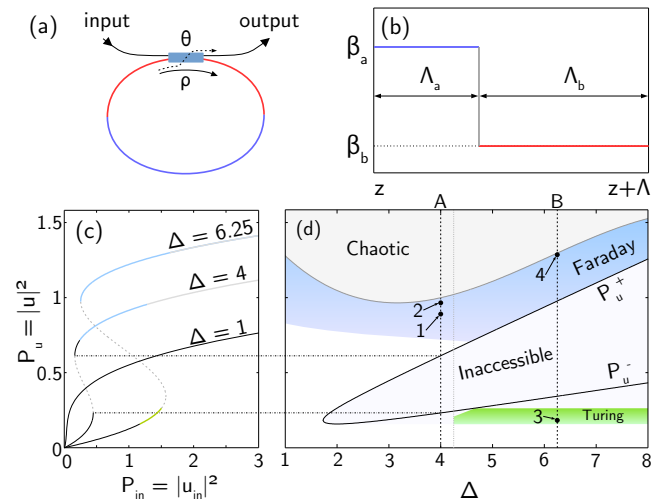 (a)
input
output
θ
ρ
(b)
βₐ
β_b
Λₐ
Λ_b
z
z+Λ
(c)
Δ = 6.25
Δ = 4
Δ = 1
1.5
1
0.5
0
0 1 2 3
P_u = |u|²
P_in = |u_in|²
(d)
A
B
Chaotic
Faraday
P_u⁺
Inaccessible
P_u⁻
Turing
1
2
3
4
1 2 3 4 5 6 7 8
Δ